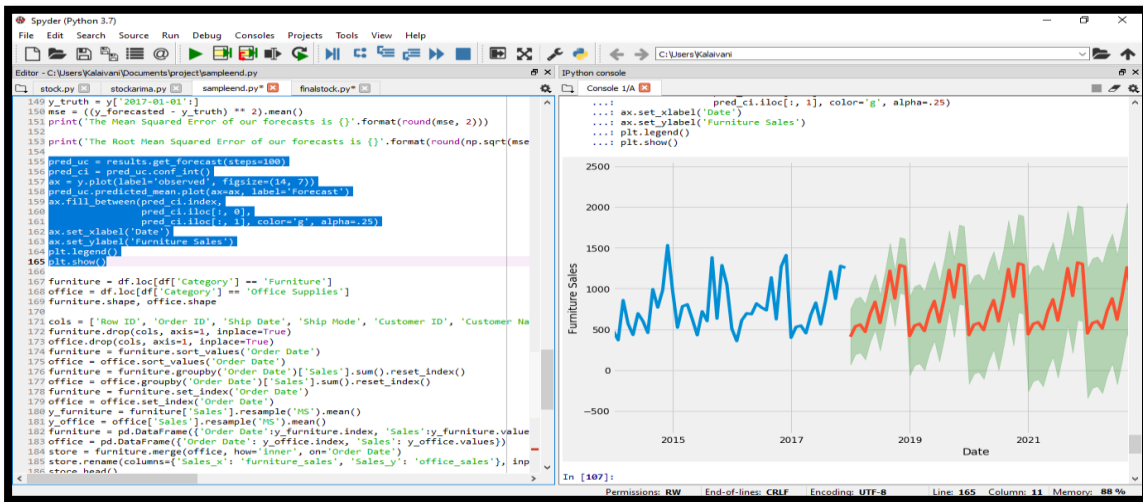 Spyder (Python 3.7)
File Edit Search Source Run Debug Consoles Projects Tools View Help
C:\Users\Kalaivani
Editor - C:\Users\Kalaivani\Documents\project\sampleend.py
stock.py stockarima.py sampleend.py* finalstock.py*
149 y_truth = y['2017-01-01':]
150 mse = ((y_forecasted - y_truth) ** 2).mean()
151 print('The Mean Squared Error of our forecasts is {}'.format(round(mse, 2)))
152
153 print('The Root Mean Squared Error of our forecasts is {}'.format(round(np.sqrt(mse
154
155 pred_uc = results.get_forecast(steps=100)
156 pred_ci = pred_uc.conf_int()
157 ax = y.plot(label='observed', figsize=(14, 7))
158 pred_uc.predicted_mean.plot(ax=ax, label='Forecast')
159 ax.fill_between(pred_ci.index,
160 pred_ci.iloc[:, 0],
161 pred_ci.iloc[:, 1], color='g', alpha=.25)
162 ax.set_xlabel('Date')
163 ax.set_ylabel('Furniture Sales')
164 plt.legend()
165 plt.show()
166
167 furniture = df.loc[df['Category'] == 'Furniture']
168 office = df.loc[df['Category'] == 'Office Supplies']
169 furniture.shape, office.shape
170
171 cols = ['Row ID', 'Order ID', 'Ship Date', 'Ship Mode', 'Customer ID', 'Customer Na
172 furniture.drop(cols, axis=1, inplace=True)
173 office.drop(cols, axis=1, inplace=True)
174 furniture = furniture.sort_values('Order Date')
175 office = office.sort_values('Order Date')
176 furniture = furniture.groupby('Order Date')['Sales'].sum().reset_index()
177 office = office.groupby('Order Date')['Sales'].sum().reset_index()
178 furniture = furniture.set_index('Order Date')
179 office = office.set_index('Order Date')
180 y_furniture = furniture['Sales'].resample('MS').mean()
181 y_office = office['Sales'].resample('MS').mean()
182 furniture = pd.DataFrame({'Order Date':y_furniture.index, 'Sales':y_furniture.value
183 office = pd.DataFrame({'Order Date': y_office.index, 'Sales': y_office.values})
184 store = furniture.merge(office, how='inner', on='Order Date')
185 store.rename(columns={'Sales_x': 'furniture_sales', 'Sales_y': 'office_sales'}, inp
186 store.head()
IPython console
Console 1/A
...: pred_ci.iloc[:, 1], color='g', alpha=.25)
...: ax.set_xlabel('Date')
...: ax.set_ylabel('Furniture Sales')
...: plt.legend()
...: plt.show()
2500
2000
1500
1000
500
0
−500
Furniture Sales
2015 2017 2019 2021
Date
In [107]:
Permissions: RW End-of-lines: CRLF Encoding: UTF-8 Line: 165 Column: 11 Memory: 88 %